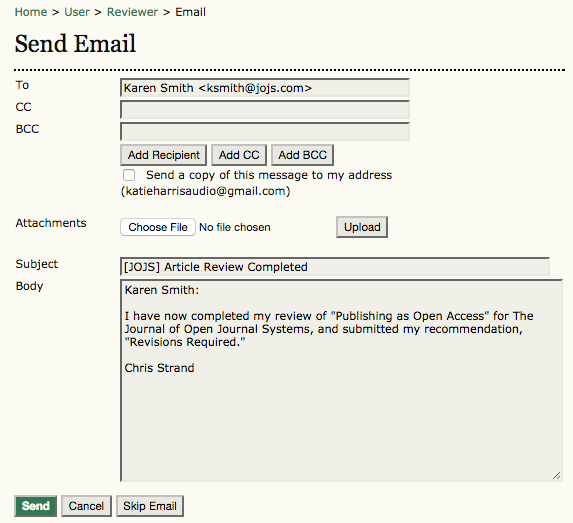 Home > User > Reviewer > Email
Send Email
To
Karen Smith <ksmith@jojs.com>
CC
BCC
Add Recipient Add CC Add BCC
Send a copy of this message to my address
(katieharrisaudio@gmail.com)
Attachments
Choose File No file chosen Upload
Subject
[JOJS] Article Review Completed
Body
Karen Smith:
I have now completed my review of "Publishing as Open Access" for The
Journal of Open Journal Systems, and submitted my recommendation,
"Revisions Required."
Chris Strand
Send Cancel Skip Email